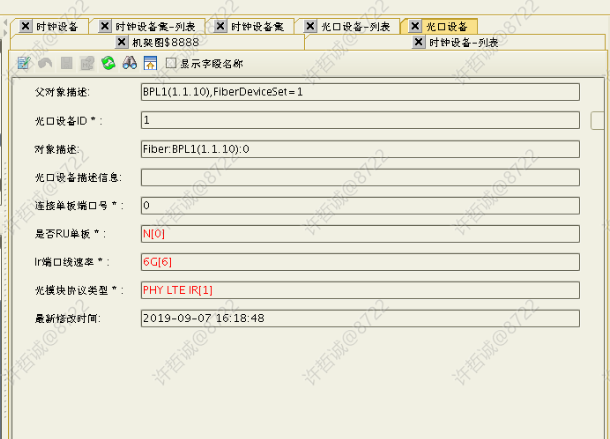 时钟设备 时钟设备集-列表 时钟设备集 光口设备-列表 光口设备
机架图$8888 时钟设备-列表
显示字段名称
父对象描述: BPL1(1.1.10),FiberDeviceSet=1
光口设备ID * : 1
对象描述: Fiber:BPL1(1.1.10):0
光口设备描述信息:
连接单板端口号 * : 0
是否RU单板 * : N[0]
Ir端口线速率 * : 6G[6]
光模块协议类型 * : PHY LTE IR[1]
最新修改时间: 2019-09-07 16:18:48
许哲诚@8722